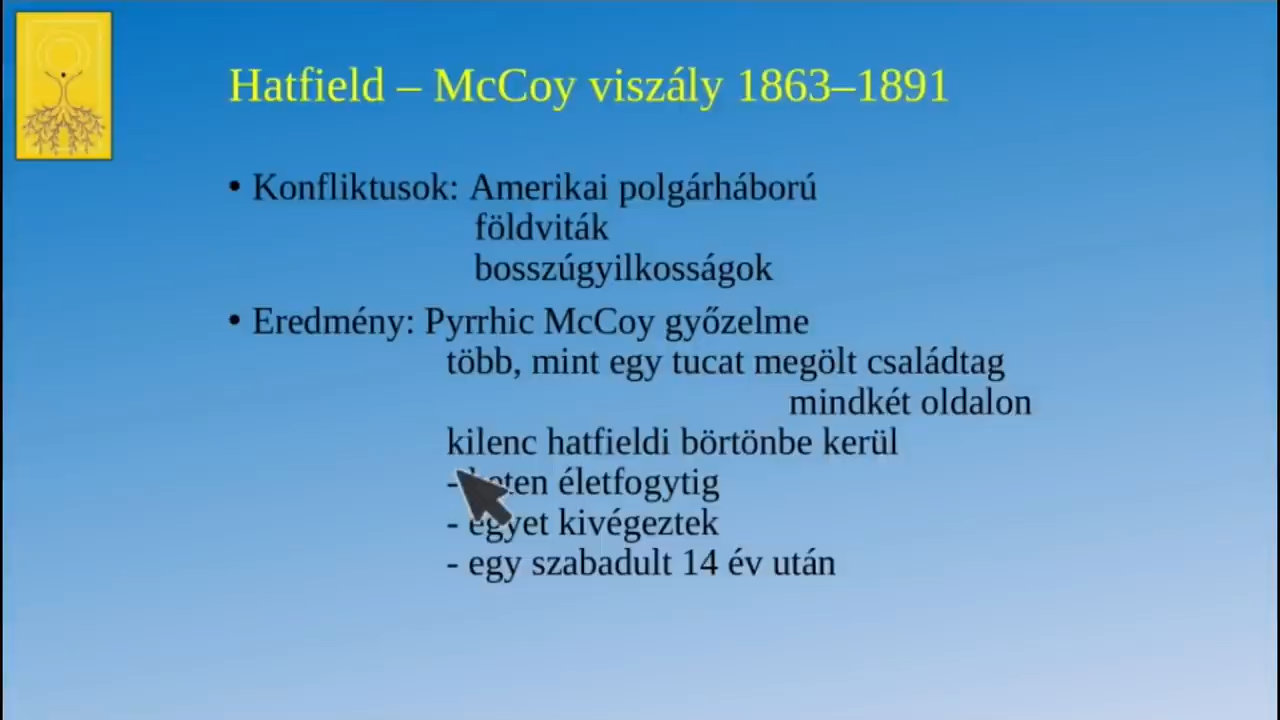 Hatfield – McCoy viszály 1863–1891
• Konfliktusok: Amerikai polgárháború
földviták
bosszúgyilkosságok
• Eredmény: Pyrrhic McCoy győzelme
több, mint egy tucat megölt családtag
mindkét oldalon
kilenc hatfieldi börtönbe kerül
- életfogytig
- egyet kivégeztek
- egy szabadult 14 év után